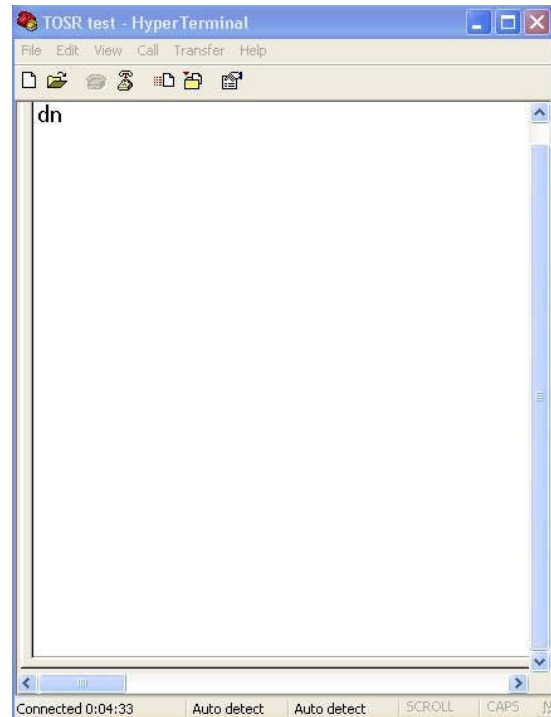 TOSR test - HyperTerminal
File Edit View Call Transfer Help
dn
Connected 0:04:33 Auto detect Auto detect SCROLL CAPS